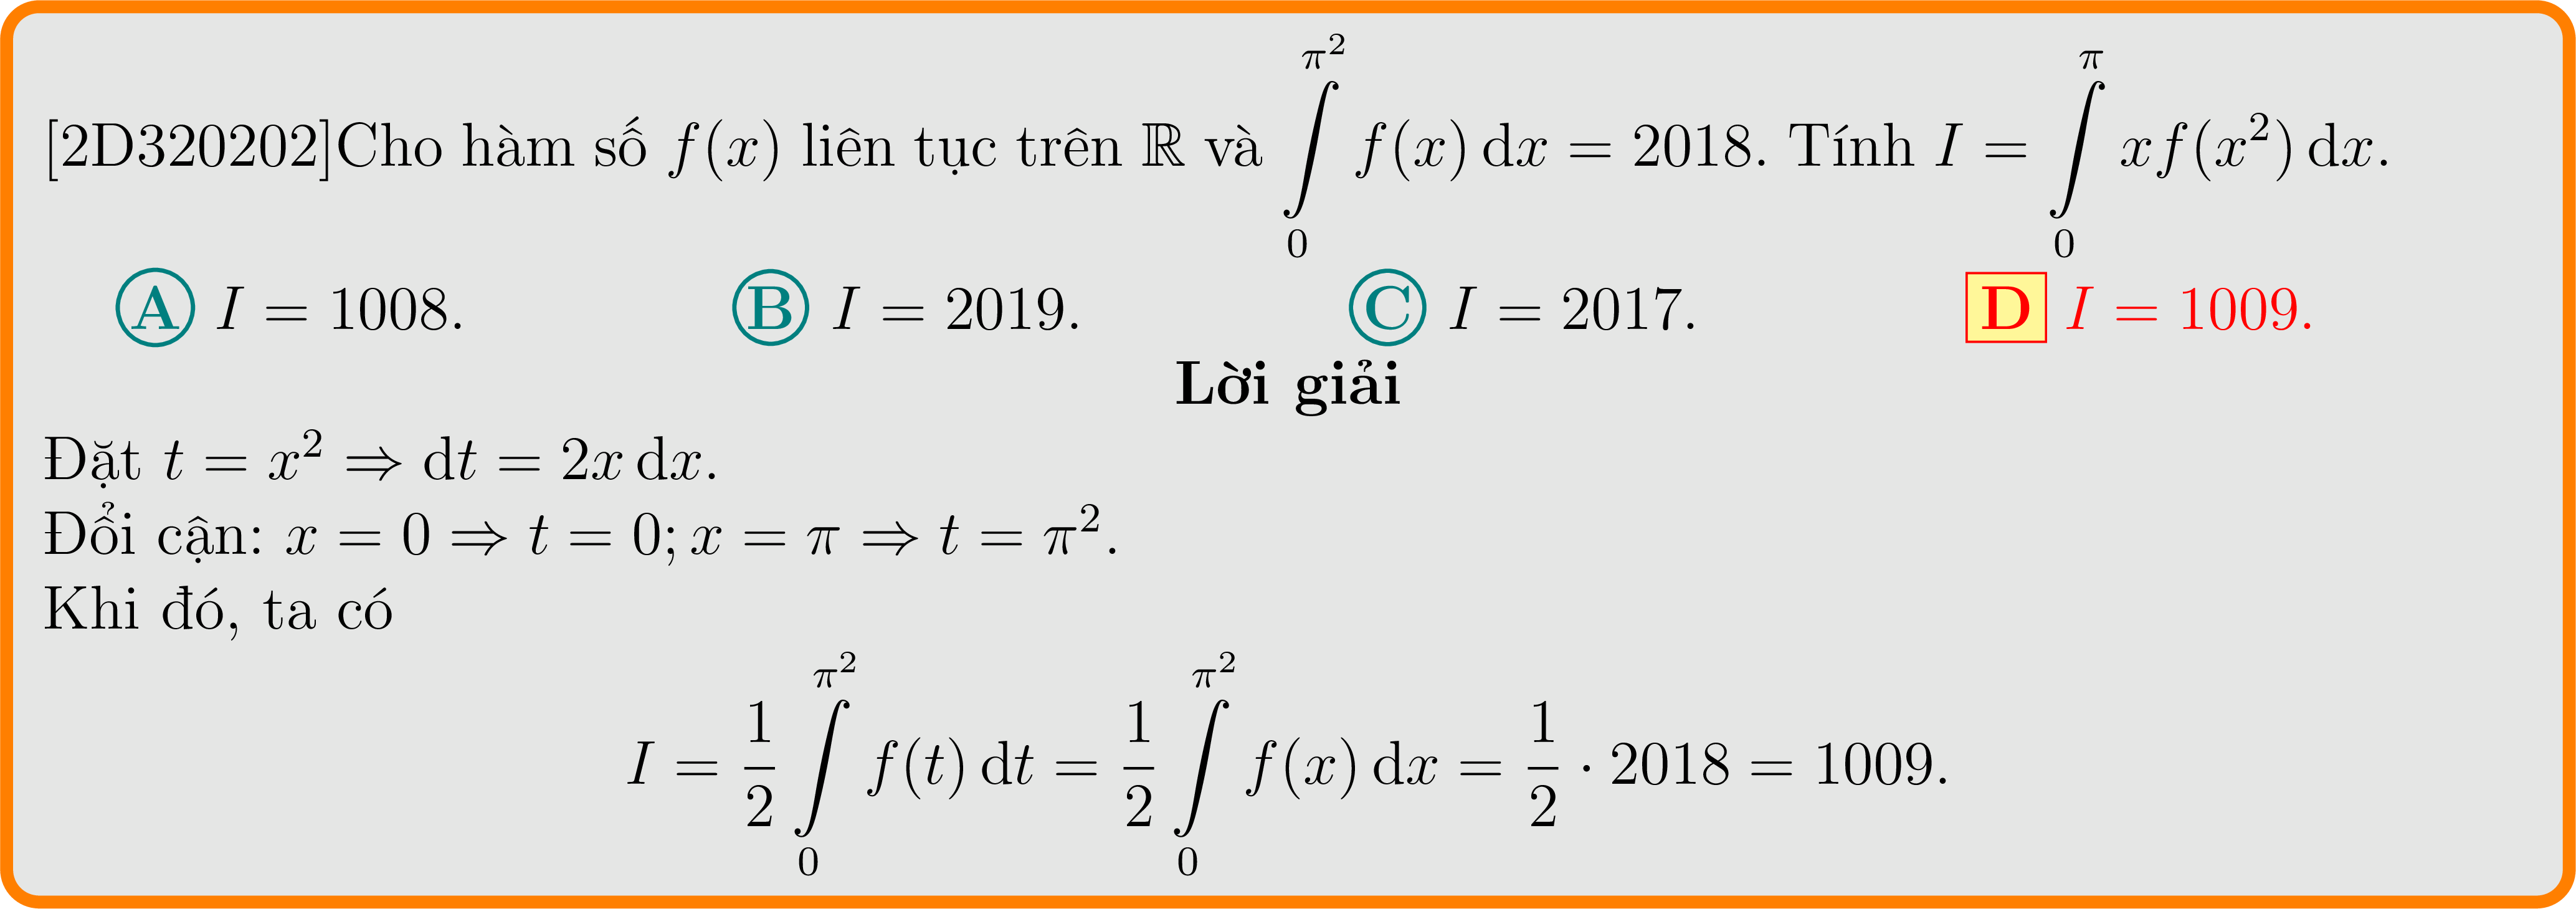 [2D320202]Cho hàm số $f(x)$ liên tục trên $\mathbb{R}$ và $\int\limits_0^{\pi^2} f(x)\,\mathrm{d}x = 2018$. Tính $I = \int\limits_0^{\pi} xf(x^2)\,\mathrm{d}x$.
A $I = 1008$. B $I = 2019$. C $I = 2017$. D $I = 1009$.
Lời giải
Đặt $t = x^2 \Rightarrow \mathrm{d}t = 2x\,\mathrm{d}x$.
Đổi cận: $x = 0 \Rightarrow t = 0; x = \pi \Rightarrow t = \pi^2$.
Khi đó, ta có
$I = \frac{1}{2}\int\limits_0^{\pi^2} f(t)\,\mathrm{d}t = \frac{1}{2}\int\limits_0^{\pi^2} f(x)\,\mathrm{d}x = \frac{1}{2} \cdot 2018 = 1009.$